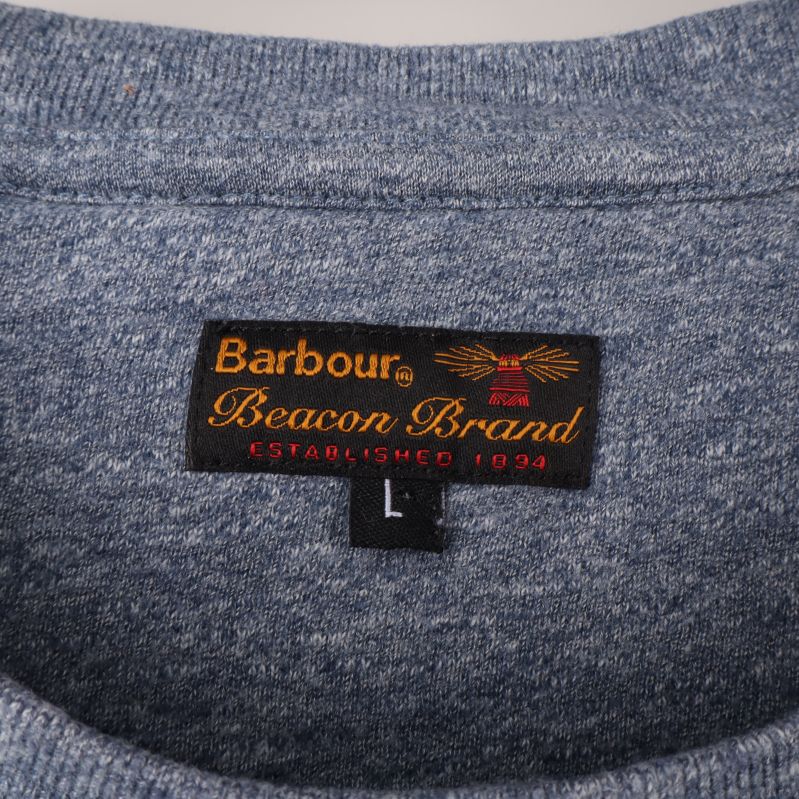 Barbour®
Beacon Brand
ESTABLISHED 1894
L